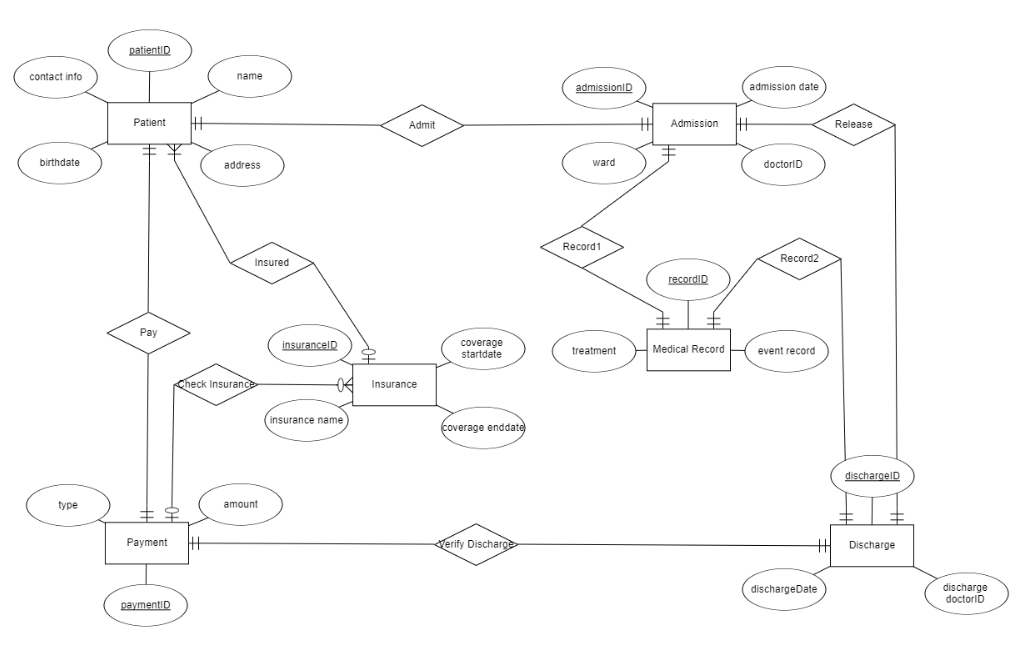 patientID
contact info
name
Patient
birthdate
address
Admit
admissionID
admission date
Admission
ward
doctorID
Release
Insured
Record1
Record2
recordID
Medical Record
treatment
event record
Pay
insuranceID
coverage
startdate
Check Insurance
Insurance
insurance name
coverage enddate
type
amount
Payment
paymentID
Verify Discharge
dischargeID
Discharge
dischargeDate
discharge
doctorID